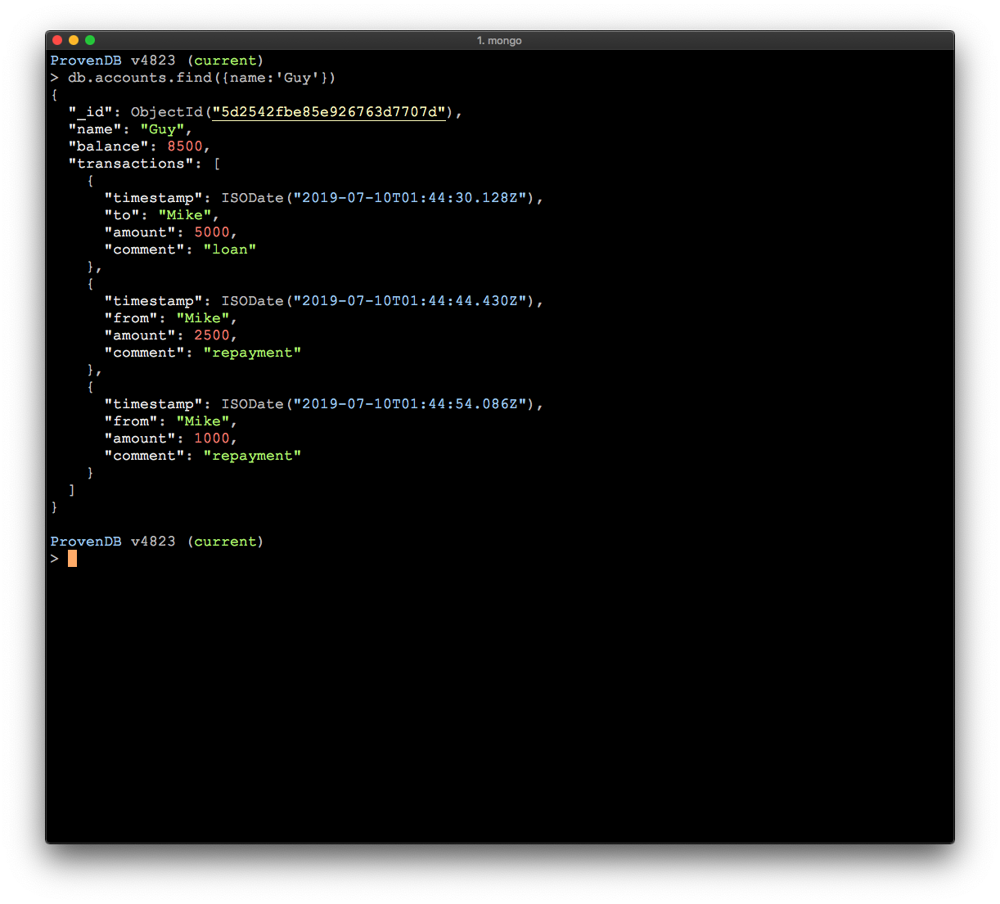 1. mongo
ProvenDB v4823 (current)
> db.accounts.find({name:'Guy'})
{
  "_id": ObjectId("5d2542fbe85e926763d7707d"),
  "name": "Guy",
  "balance": 8500,
  "transactions": [
    {
      "timestamp": ISODate("2019-07-10T01:44:30.128Z"),
      "to": "Mike",
      "amount": 5000,
      "comment": "loan"
    },
    {
      "timestamp": ISODate("2019-07-10T01:44:44.430Z"),
      "from": "Mike",
      "amount": 2500,
      "comment": "repayment"
    },
    {
      "timestamp": ISODate("2019-07-10T01:44:54.086Z"),
      "from": "Mike",
      "amount": 1000,
      "comment": "repayment"
    }
  ]
}
ProvenDB v4823 (current)
>